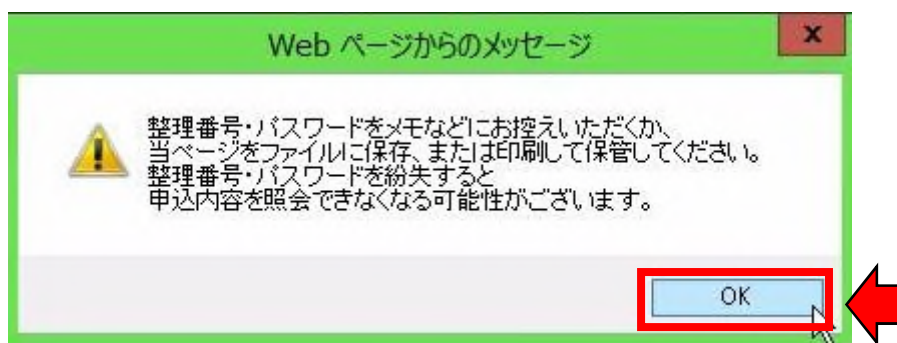 Web ページからのメッセージ
x
整理番号・パスワードをメモなどにお控えいただくか、
当ページをファイルに保存、または印刷して保管してください。
整理番号・パスワードを紛失すると
申込内容を照会できなくなる可能性がございます。
OK